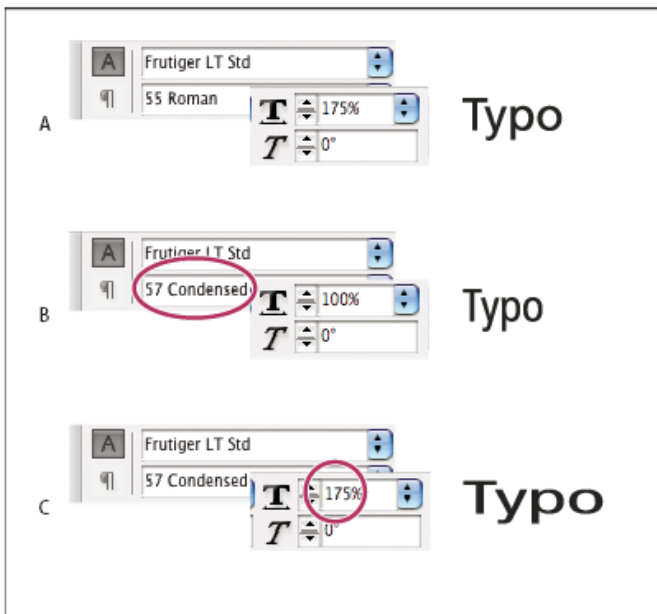 Frutiger LT Std
55 Roman
175%
0°
A
Typo
Frutiger LT Std
57 Condensed
100%
0°
B
Typo
Frutiger LT Std
57 Condensed
175%
0°
C
Typo